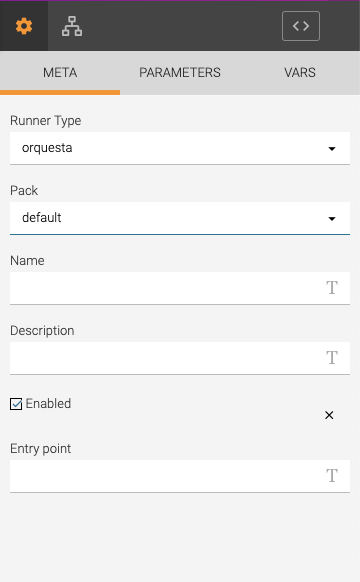 META PARAMETERS VARS
Runner Type
orquesta
Pack
default
Name
T
Description
T
Enabled
Entry point
T